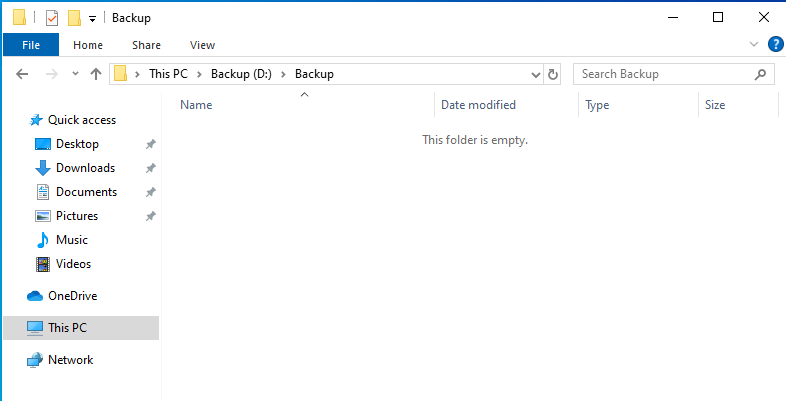 Backup
File Home Share View
This PC Backup (D:) Backup
Search Backup
Name Date modified Type Size
This folder is empty.
Quick access
Desktop
Downloads
Documents
Pictures
Music
Videos
OneDrive
This PC
Network